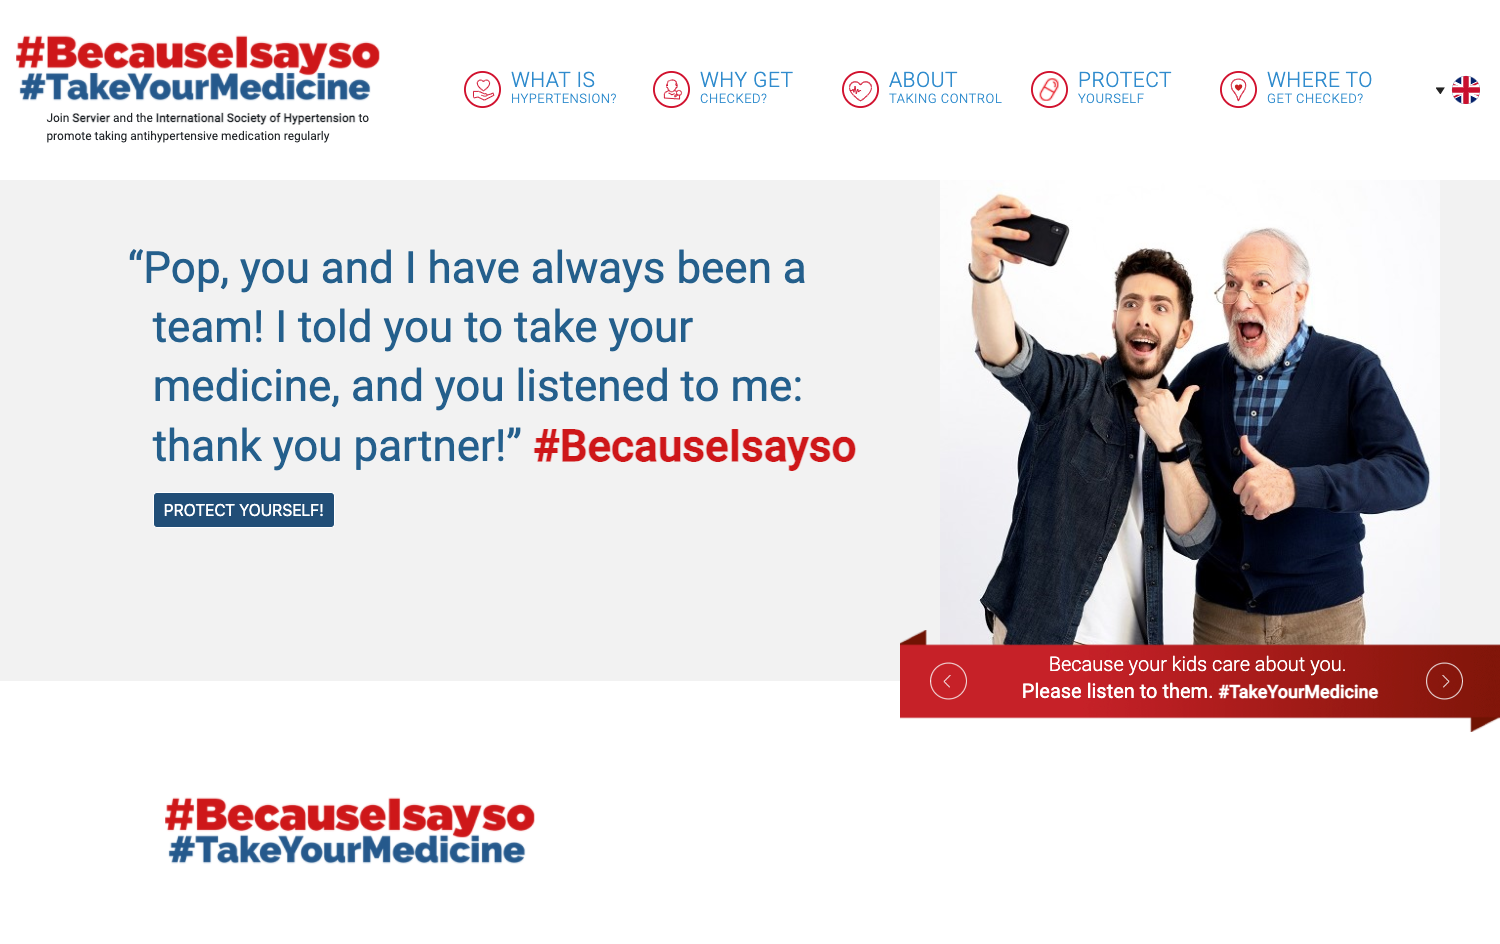 #BecauseIsayso
#TakeYourMedicine
Join Servier and the International Society of Hypertension to
promote taking antihypertensive medication regularly
WHAT IS
HYPERTENSION?
WHY GET
CHECKED?
ABOUT
TAKING CONTROL
PROTECT
YOURSELF
WHERE TO
GET CHECKED?
“Pop, you and I have always been a
team! I told you to take your
medicine, and you listened to me:
thank you partner!” #BecauseIsayso
PROTECT YOURSELF!
Because your kids care about you.
Please listen to them. #TakeYourMedicine
#BecauseIsayso
#TakeYourMedicine